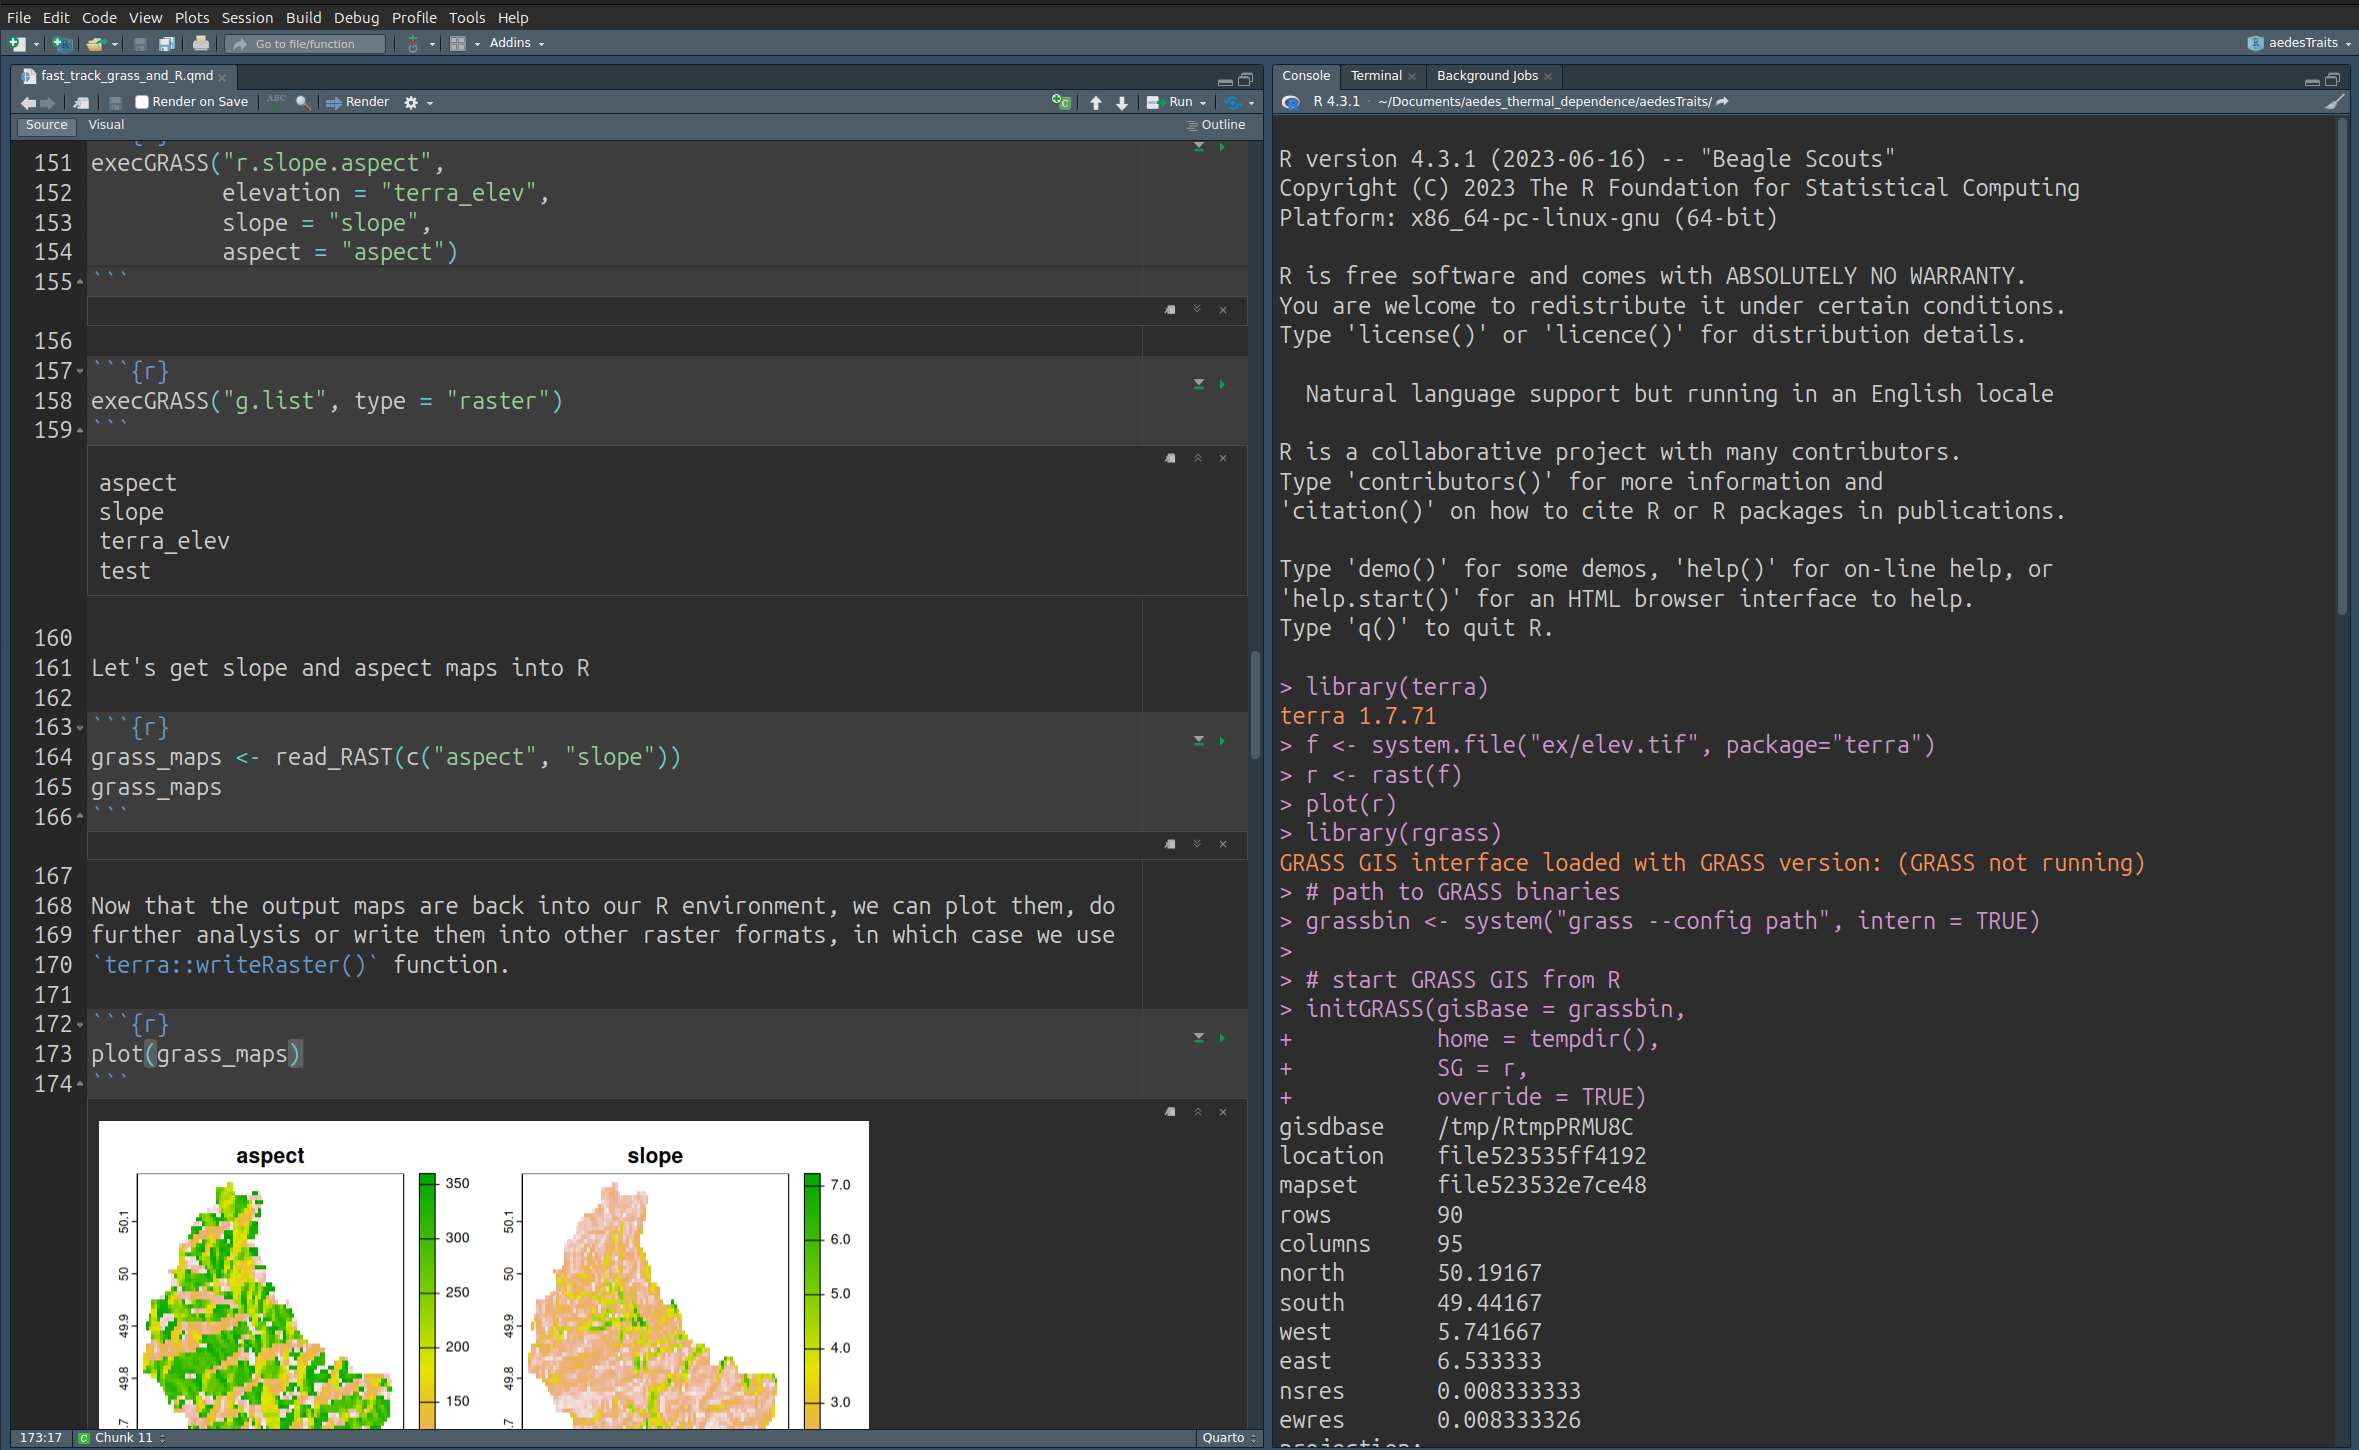 File Edit Code View Plots Session Build Debug Profile Tools Help
Go to file/function
Addins
aedesTraits
fast_track_grass_and_R.qmd
Render on Save
ABC
Render
Run
Source Visual
Outline
151 execGRASS("r.slope.aspect",
152 elevation = "terra_elev",
153 slope = "slope",
154 aspect = "aspect")
155 ```
156
157 ```{r}
158 execGRASS("g.list", type = "raster")
159 ```
aspect
slope
terra_elev
test
160
161 Let's get slope and aspect maps into R
162
163 ```{r}
164 grass_maps <- read_RAST(c("aspect", "slope"))
165 grass_maps
166 ```
167
168 Now that the output maps are back into our R environment, we can plot them, do
169 further analysis or write them into other raster formats, in which case we use
170 `terra::writeRaster()` function.
171
172 ```{r}
173 plot(grass_maps)
174 ```
aspect
350
300
250
200
150
50.1
50
49.9
49.8
.7
slope
7.0
6.0
5.0
4.0
3.0
50.1
50
49.9
49.8
.7
173:17 C Chunk 11
Quarto
Console Terminal Background Jobs
R 4.3.1 · ~/Documents/aedes_thermal_dependence/aedesTraits/
R version 4.3.1 (2023-06-16) -- "Beagle Scouts"
Copyright (C) 2023 The R Foundation for Statistical Computing
Platform: x86_64-pc-linux-gnu (64-bit)
R is free software and comes with ABSOLUTELY NO WARRANTY.
You are welcome to redistribute it under certain conditions.
Type 'license()' or 'licence()' for distribution details.
Natural language support but running in an English locale
R is a collaborative project with many contributors.
Type 'contributors()' for more information and
'citation()' on how to cite R or R packages in publications.
Type 'demo()' for some demos, 'help()' for on-line help, or
'help.start()' for an HTML browser interface to help.
Type 'q()' to quit R.
> library(terra)
terra 1.7.71
> f <- system.file("ex/elev.tif", package="terra")
> r <- rast(f)
> plot(r)
> library(rgrass)
GRASS GIS interface loaded with GRASS version: (GRASS not running)
> # path to GRASS binaries
> grassbin <- system("grass --config path", intern = TRUE)
>
> # start GRASS GIS from R
> initGRASS(gisBase = grassbin,
+ home = tempdir(),
+ SG = r,
+ override = TRUE)
gisdbase /tmp/RtmpPRMU8C
location file523535ff4192
mapset file523532e7ce48
rows 90
columns 95
north 50.19167
south 49.44167
west 5.741667
east 6.533333
nsres 0.008333333
ewres 0.008333326
projection: